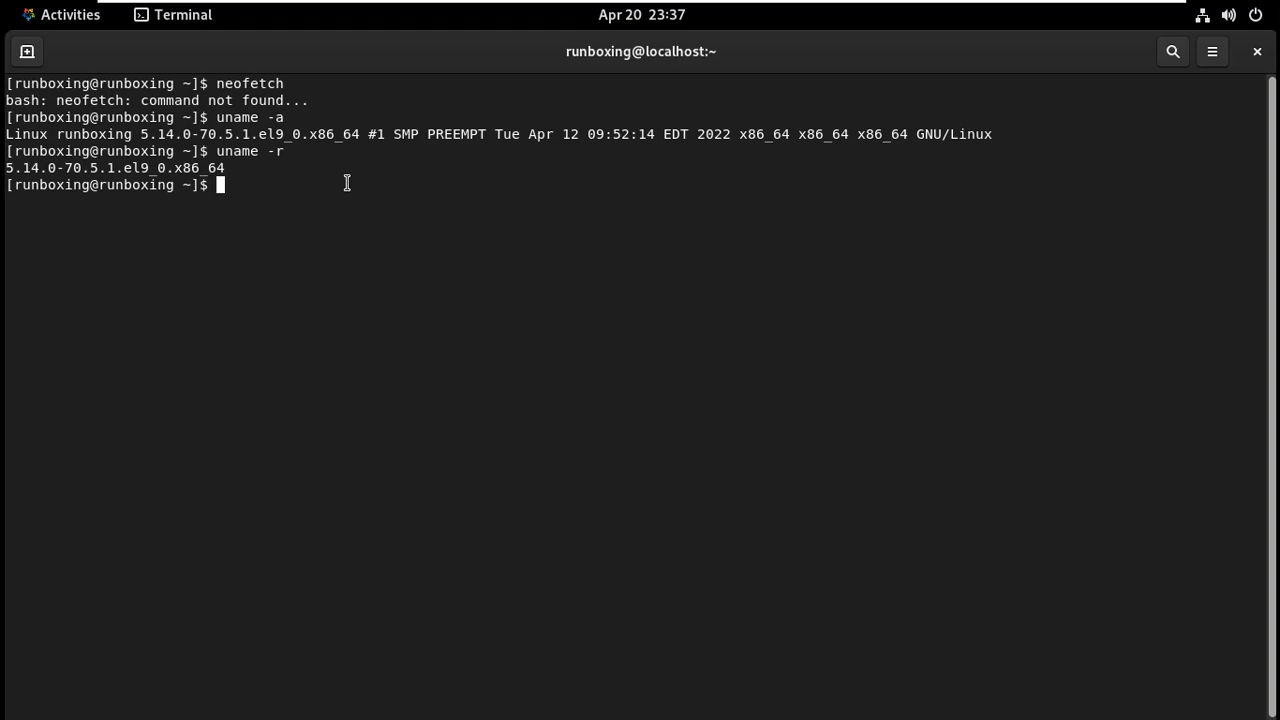 Activities Terminal Apr 20 23:37
runboxing@localhost:~
[runboxing@runboxing ~]$ neofetch
bash: neofetch: command not found...
[runboxing@runboxing ~]$ uname -a
Linux runboxing 5.14.0-70.5.1.el9_0.x86_64 #1 SMP PREEMPT Tue Apr 12 09:52:14 EDT 2022 x86_64 x86_64 x86_64 GNU/Linux
[runboxing@runboxing ~]$ uname -r
5.14.0-70.5.1.el9_0.x86_64
[runboxing@runboxing ~]$